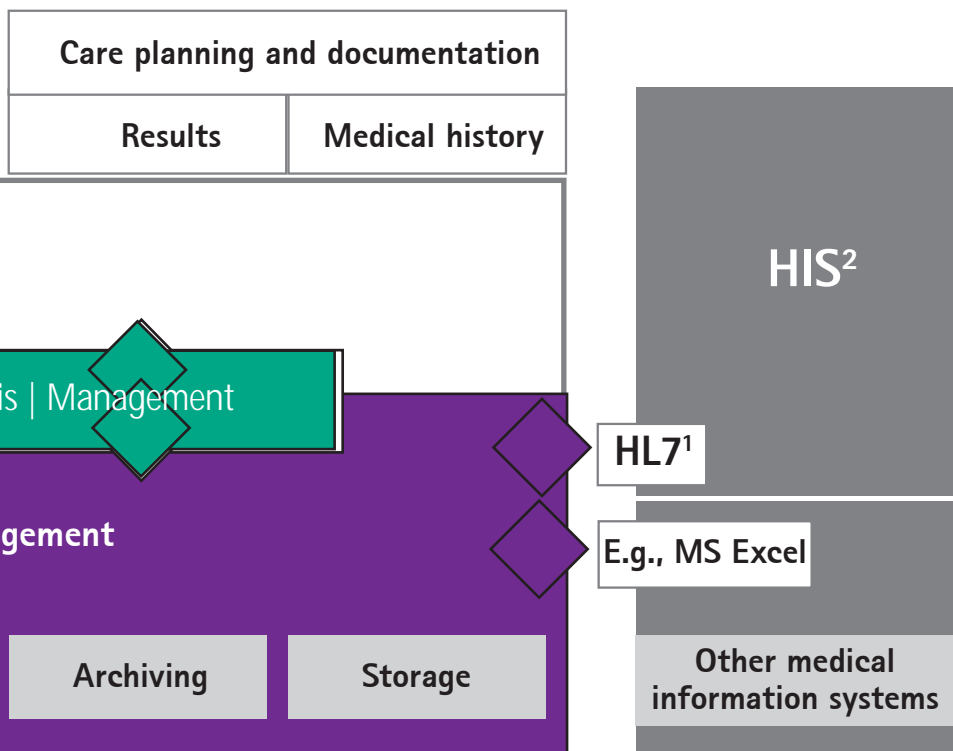 Care planning and documentation
Results
Medical history
HIS²
is | Management
HL7¹
gement
E.g., MS Excel
Archiving
Storage
Other medical
information systems